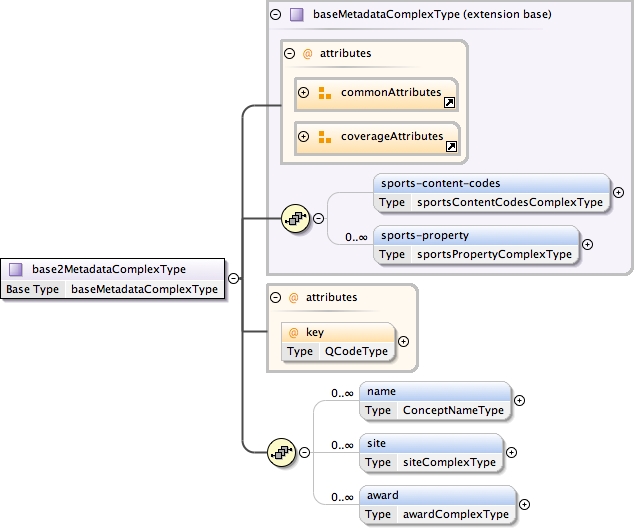 baseMetadataComplexType (extension base)
@ attributes
commonAttributes
coverageAttributes
sports-content-codes
Type sportsContentCodesComplexType
0..∞ sports-property
Type sportsPropertyComplexType
base2MetadataComplexType
Base Type baseMetadataComplexType
@ attributes
@ key
Type QCodeType
0..∞ name
Type ConceptNameType
0..∞ site
Type siteComplexType
0..∞ award
Type awardComplexType